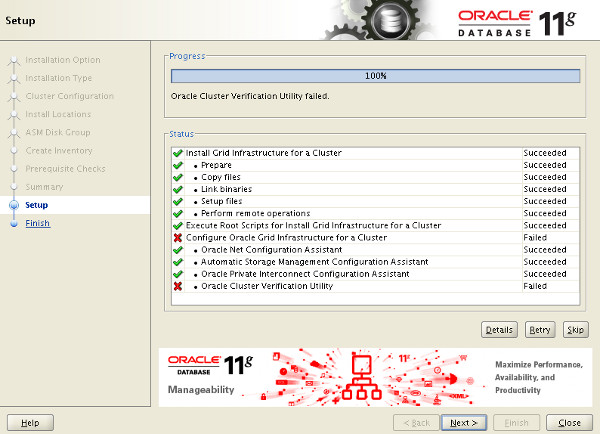 Setup
ORACLE
DATABASE 11g
Installation Option
Installation Type
Cluster Configuration
Install Locations
ASM Disk Group
Create Inventory
Prerequisite Checks
Summary
Setup
Finish
Progress
100%
Oracle Cluster Verification Utility failed.
Status
Install Grid Infrastructure for a Cluster Succeeded
• Prepare Succeeded
• Copy files Succeeded
• Link binaries Succeeded
• Setup files Succeeded
• Perform remote operations Succeeded
Execute Root Scripts for Install Grid Infrastructure for a Cluster Succeeded
Configure Oracle Grid Infrastructure for a Cluster Failed
• Oracle Net Configuration Assistant Succeeded
• Automatic Storage Management Configuration Assistant Succeeded
• Oracle Private Interconnect Configuration Assistant Succeeded
• Oracle Cluster Verification Utility Failed
Details Retry Skip
ORACLE
DATABASE 11g
Manageability
11g
<XML>
Maximize Performance,
Availability, and
Productivity
Help < Back Next > Finish Close